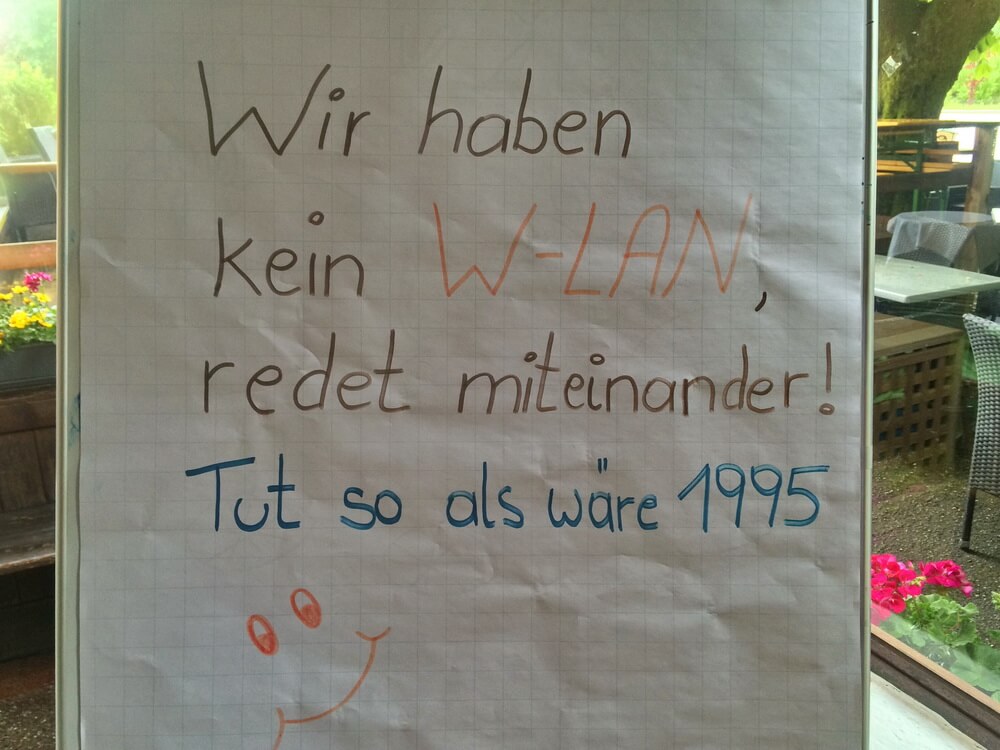 Wir haben
kein W-LAN,
redet miteinander!
Tut so als wäre 1995